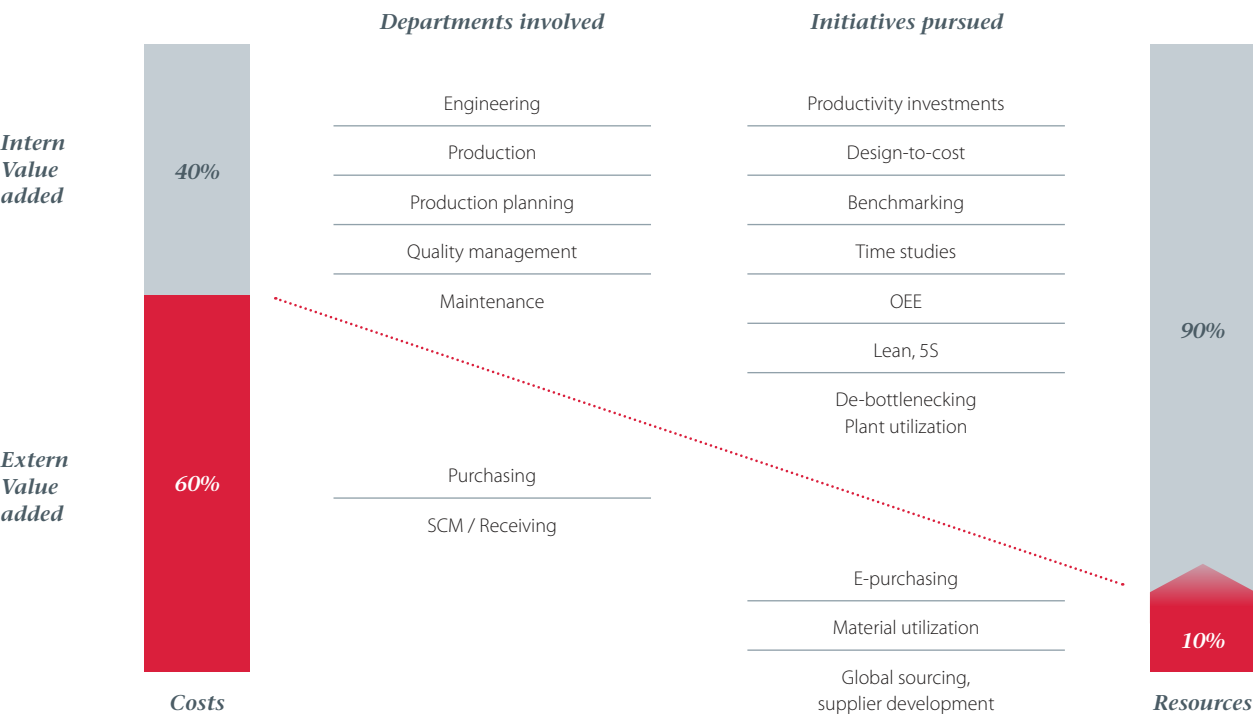 Departments involved
Initiatives pursued
Intern
Value
added
40%
Engineering
Production
Production planning
Quality management
Maintenance
Productivity investments
Design-to-cost
Benchmarking
Time studies
OEE
Lean, 5S
De-bottlenecking
Plant utilization
90%
Extern
Value
added
60%
Purchasing
SCM / Receiving
E-purchasing
Material utilization
Global sourcing,
supplier development
10%
Costs
Resources